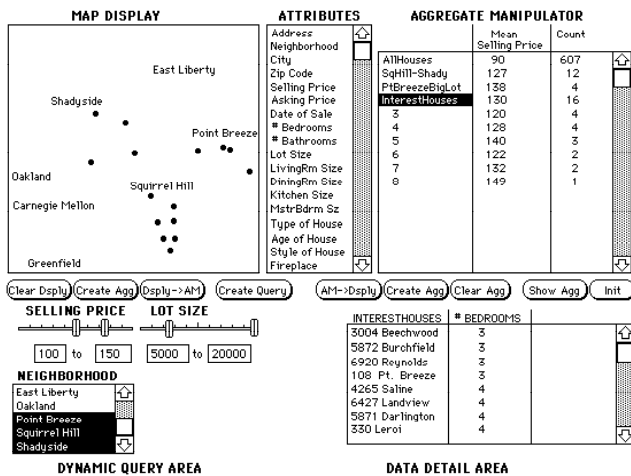 MAP DISPLAY
East Liberty
Shadyside
Point Breeze
Oakland
Squirrel Hill
Carnegie Mellon
Greenfield
ATTRIBUTES
Address
Neighborhood
City
Zip Code
Selling Price
Asking Price
Date of Sale
# Bedrooms
# Bathrooms
Lot Size
LivingRm Size
DiningRm Size
Kitchen Size
MstrBdrm Sz
Type of House
Age of House
Style of House
Fireplace
AGGREGATE MANIPULATOR
Mean Count
Selling Price
AllHouses 90 607
SqHill-Shady 127 12
PtBreezeBigLot 138 4
InterestHouses 130 16
3 120 4
4 128 4
5 140 3
6 122 2
7 132 2
8 149 1
Clear Dsply Create Agg Dsply->AM Create Query
AM->Dsply Create Agg Clear Agg Show Agg Init
SELLING PRICE LOT SIZE
100 to 150 5000 to 20000
NEIGHBORHOOD
East Liberty
Oakland
Point Breeze
Squirrel Hill
Shadyside
DYNAMIC QUERY AREA
INTERESTHOUSES # BEDROOMS
3004 Beechwood 3
5872 Burchfield 3
6920 Reynolds 3
108 Pt. Breeze 3
4265 Saline 4
6427 Landview 4
5871 Darlington 4
330 Leroi 4
DATA DETAIL AREA